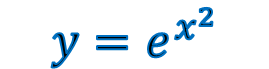 y = e^{x^2}